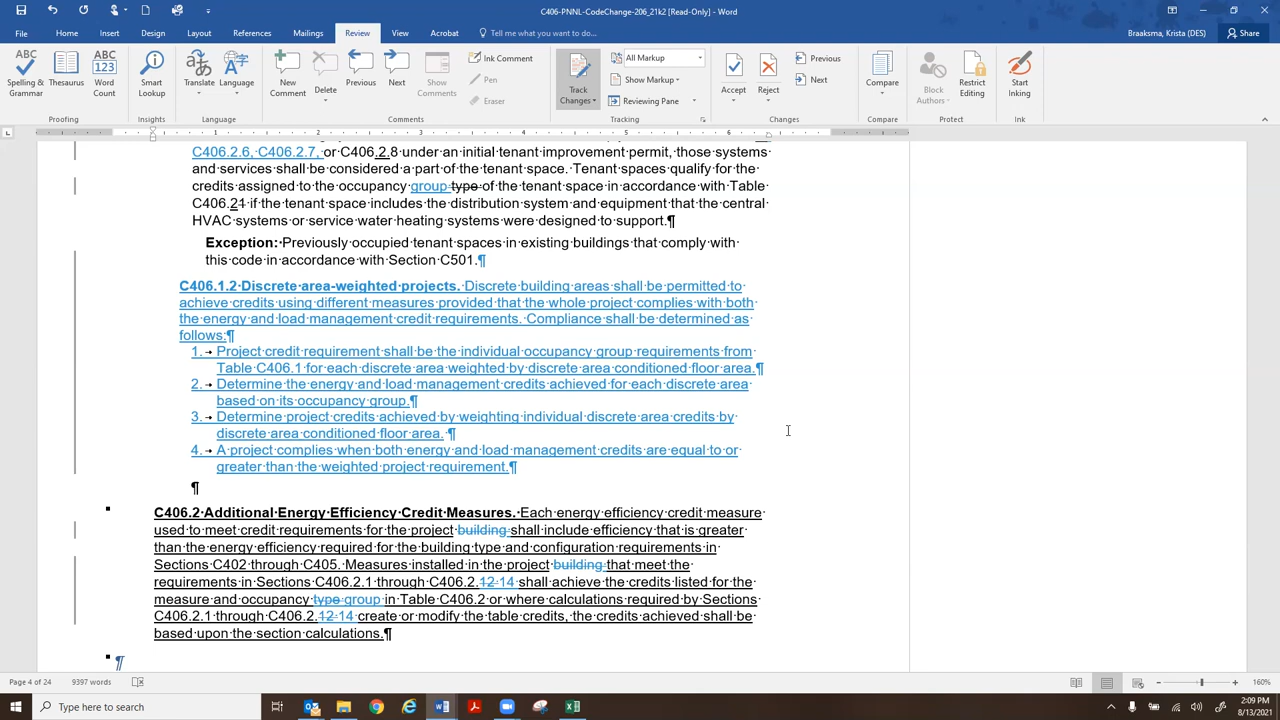 C406-PNNL-CodeChange-206_21k2 [Read-Only] - Word
Braaksma, Krista (DES)
File Home Insert Design Layout References Mailings Review View Acrobat Tell me what you want to do... Share
Spelling & Grammar
Thesaurus
Word Count
Smart Lookup
Translate
Language
New Comment
Delete
Previous
Next
Show Comments
Ink Comment
Pen
Eraser
Track Changes
All Markup
Show Markup
Reviewing Pane
Accept
Reject
Previous
Next
Compare
Block Authors
Restrict Editing
Start Inking
Proofing Insights Language Comments Tracking Changes Compare Protect Ink
1 2 3 4 5 6
C406.2.6, C406.2.7, or C406.2.8 under an initial tenant improvement permit, those systems
and services shall be considered a part of the tenant space. Tenant spaces qualify for the
credits assigned to the occupancy group type of the tenant space in accordance with Table
C406.21 if the tenant space includes the distribution system and equipment that the central
HVAC systems or service water heating systems were designed to support.¶
Exception: Previously occupied tenant spaces in existing buildings that comply with
this code in accordance with Section C501.¶
C406.1.2 Discrete area-weighted projects. Discrete building areas shall be permitted to
achieve credits using different measures provided that the whole project complies with both
the energy and load management credit requirements. Compliance shall be determined as
follows:¶
1. → Project credit requirement shall be the individual occupancy group requirements from
Table C406.1 for each discrete area weighted by discrete area conditioned floor area.¶
2. → Determine the energy and load management credits achieved for each discrete area
based on its occupancy group.¶
3. → Determine project credits achieved by weighting individual discrete area credits by
discrete area conditioned floor area. ¶
4. → A project complies when both energy and load management credits are equal to or
greater than the weighted project requirement.¶
¶
C406.2 Additional Energy Efficiency Credit Measures. Each energy efficiency credit measure
used to meet credit requirements for the project building shall include efficiency that is greater
than the energy efficiency required for the building type and configuration requirements in
Sections C402 through C405. Measures installed in the project building that meet the
requirements in Sections C406.2.1 through C406.2.12 14 shall achieve the credits listed for the
measure and occupancy type group in Table C406.2 or where calculations required by Sections
C406.2.1 through C406.2.12 14 create or modify the table credits, the credits achieved shall be
based upon the section calculations.¶
¶
Page 4 of 24 9397 words 160%
Type here to search
2:09 PM
8/13/2021